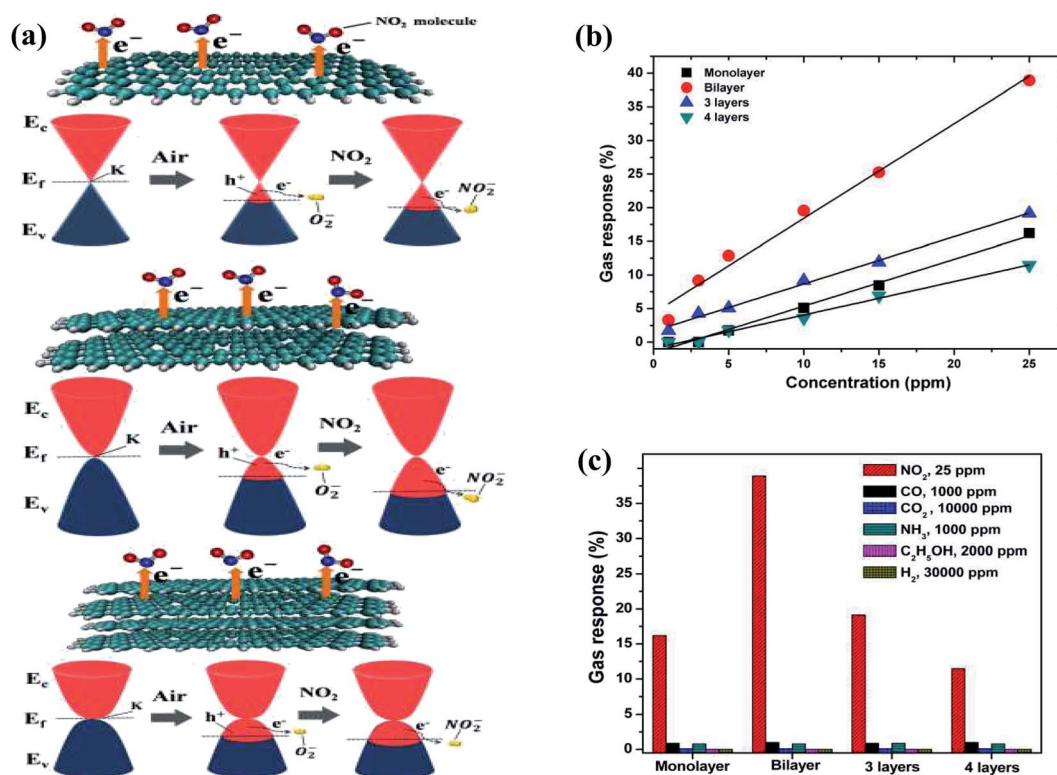 (a)
NO₂ molecule
e⁻ e⁻ e⁻
E_c
E_f
E_v
K
Air
NO₂
h⁺
e⁻
O₂⁻
e⁻
NO₂⁻
e⁻ e⁻ e⁻
E_c
E_f
E_v
K
Air
NO₂
h⁺
e⁻
O₂⁻
e⁻
NO₂⁻
e⁻ e⁻ e⁻
E_c
E_f
E_v
K
Air
NO₂
h⁺
e⁻
O₂⁻
e⁻
NO₂⁻
(b)
Monolayer
Bilayer
3 layers
4 layers
Gas response (%)
40
35
30
25
20
15
10
5
0
0 5 10 15 20 25
Concentration (ppm)
(c)
NO₂, 25 ppm
CO, 1000 ppm
CO₂, 10000 ppm
NH₃, 1000 ppm
C₂H₅OH, 2000 ppm
H₂, 30000 ppm
Gas response (%)
35
30
25
20
15
10
5
0
Monolayer Bilayer 3 layers 4 layers